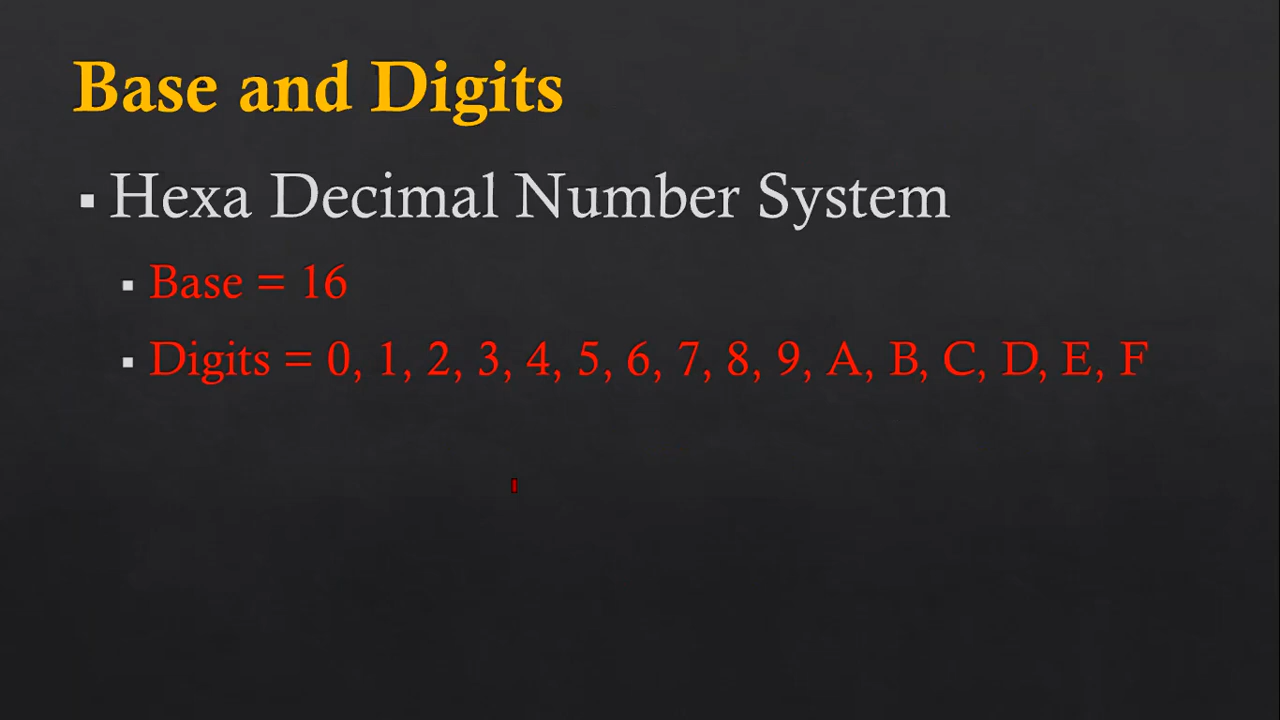 Base and Digits
▪ Hexa Decimal Number System
▪ Base = 16
▪ Digits = 0, 1, 2, 3, 4, 5, 6, 7, 8, 9, A, B, C, D, E, F